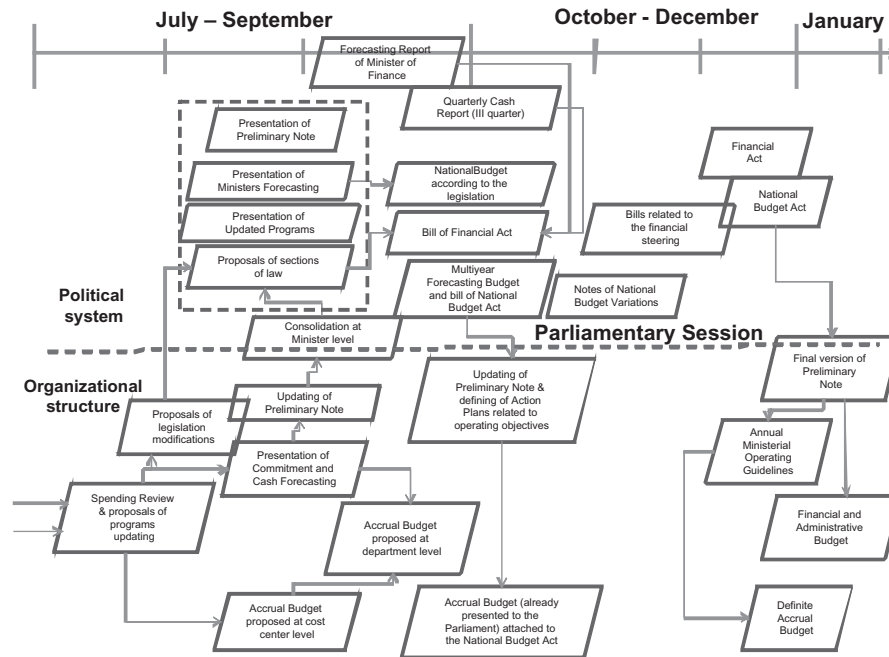 July – September
October - December
January
Forecasting Report
of Minister of
Finance
Quarterly Cash
Report (III quarter)
Presentation of
Preliminary Note
Presentation of
Ministers Forecasting
Presentation of
Updated Programs
Proposals of sections
of law
NationalBudget
according to the
legislation
Bill of Financial Act
Multiyear
Forecasting Budget
and bill of National
Budget Act
Notes of National
Budget Variations
Bills related to
the financial
steering
Financial
Act
National
Budget Act
Political
system
Consolidation at
Minister level
Parliamentary Session
Organizational
structure
Proposals of
legislation
modifications
Updating of
Preliminary Note
Presentation of
Commitment and
Cash Forecasting
Spending Review
& proposals of
programs
updating
Accrual Budget
proposed at
department level
Accrual Budget
proposed at cost
center level
Updating of
Preliminary Note &
defining of Action
Plans related to
operating objectives
Accrual Budget (already
presented to the
Parliament) attached to
the National Budget Act
Final version of
Preliminary
Note
Annual
Ministerial
Operating
Guidelines
Financial and
Administrative
Budget
Definite
Accrual
Budget